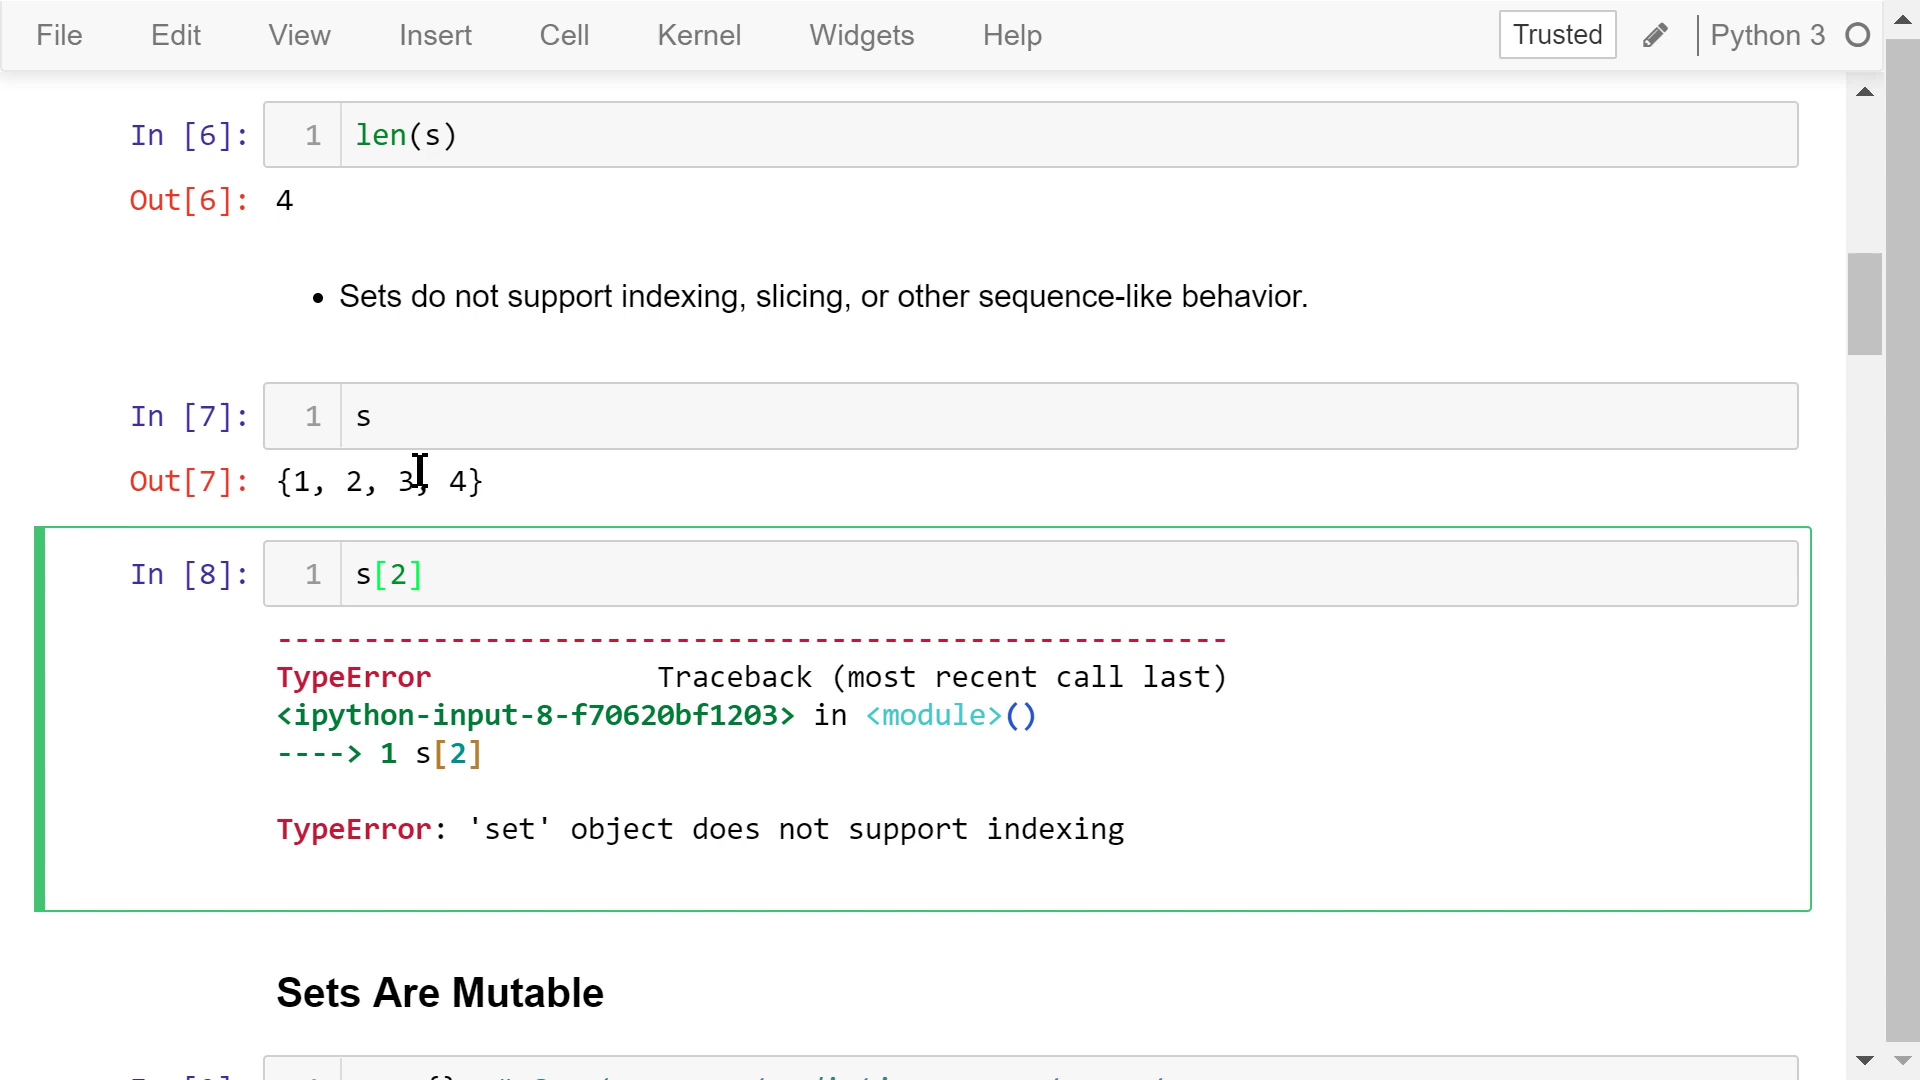 File Edit View Insert Cell Kernel Widgets Help Trusted Python 3
In [6]: 1 len(s)
Out[6]: 4
• Sets do not support indexing, slicing, or other sequence-like behavior.
In [7]: 1 s
Out[7]: {1, 2, 3, 4}
In [8]: 1 s[2]
-------------------------------------------------------
TypeError Traceback (most recent call last)
<ipython-input-8-f70620bf1203> in <module>()
----> 1 s[2]
TypeError: 'set' object does not support indexing
Sets Are Mutable